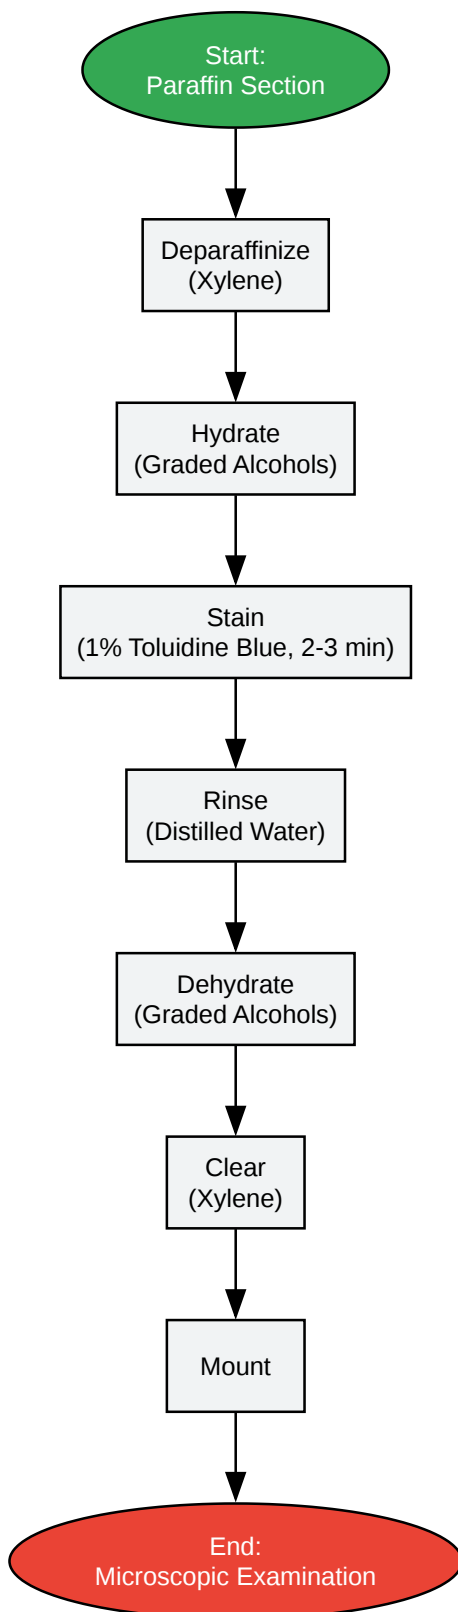 Start:
Paraffin Section
Deparaffinize
(Xylene)
Hydrate
(Graded Alcohols)
Stain
(1% Toluidine Blue, 2-3 min)
Rinse
(Distilled Water)
Dehydrate
(Graded Alcohols)
Clear
(Xylene)
Mount
End:
Microscopic Examination